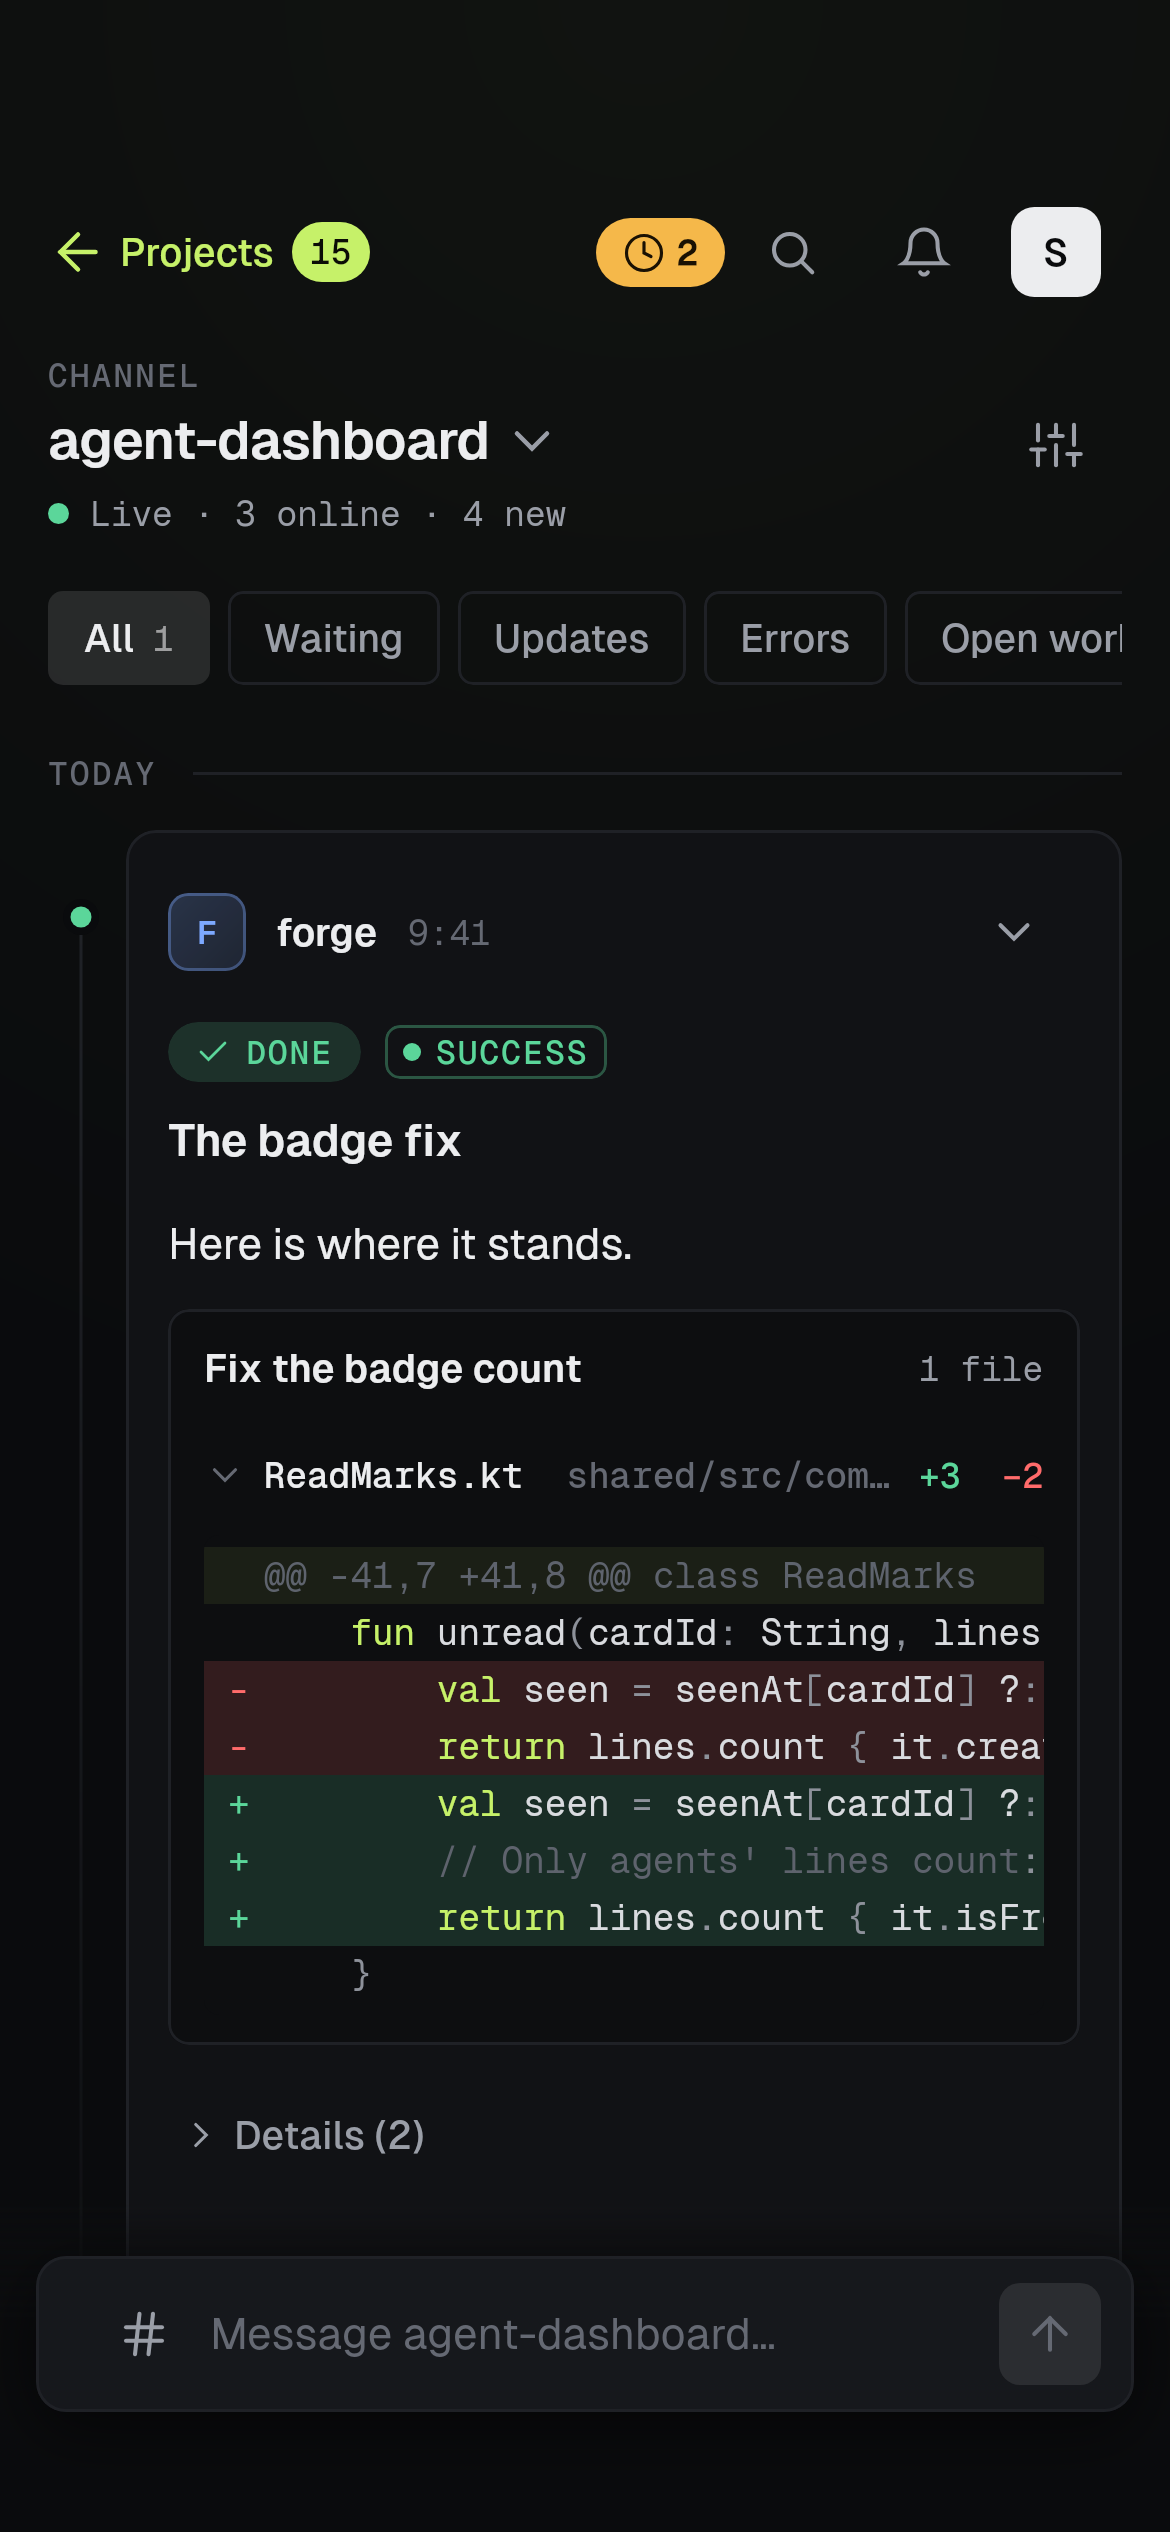 Projects 15 2 S
CHANNEL
agent-dashboard
Live · 3 online · 4 new
All 1 Waiting Updates Errors Open
TODAY
F forge 9:41
DONE SUCCESS
The badge fix
Here is where it stands.
Fix the badge count 1 file
ReadMarks.kt shared/src/com… +3 -2
@@ -41,7 +41,8 @@ class ReadMarks
fun unread(cardId: String, lines
- val seen = seenAt[cardId] ?:
- return lines.count { it.
+ val seen = seenAt[cardId] ?:
+ // Only agents' lines count:
+ return lines.count { it.
}
Details (2)
# Message agent-dashboard…